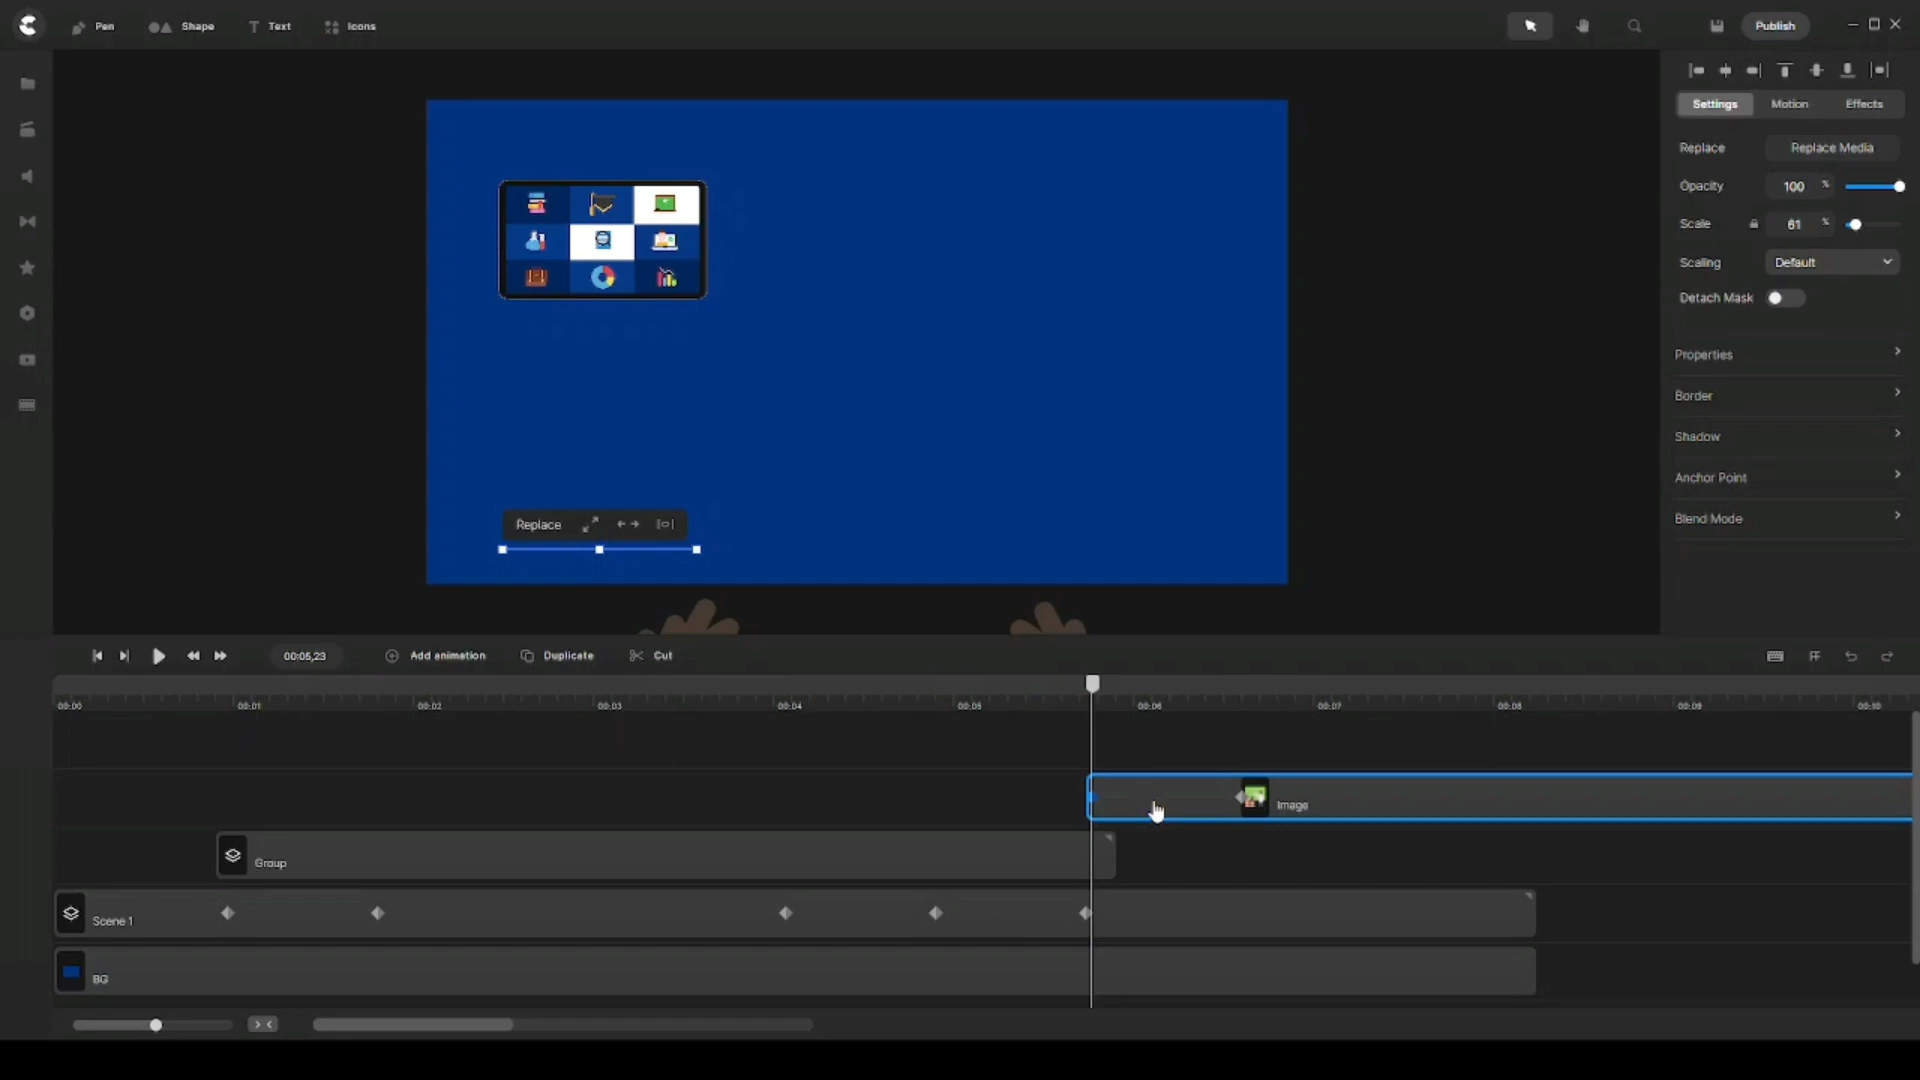 Pen Shape Text Icons Publish
Settings Motion Effects
Replace Replace Media
Opacity 100 %
Scale 61 %
Scaling Default
Detach Mask
Properties
Border
Shadow
Anchor Point
Blend Mode
Replace
00:05,23 Add animation Duplicate Cut
00:00 00:01 00:02 00:03 00:04 00:05 00:06 00:07 00:08 00:09 00:10
Image
Group
Scene 1
BG